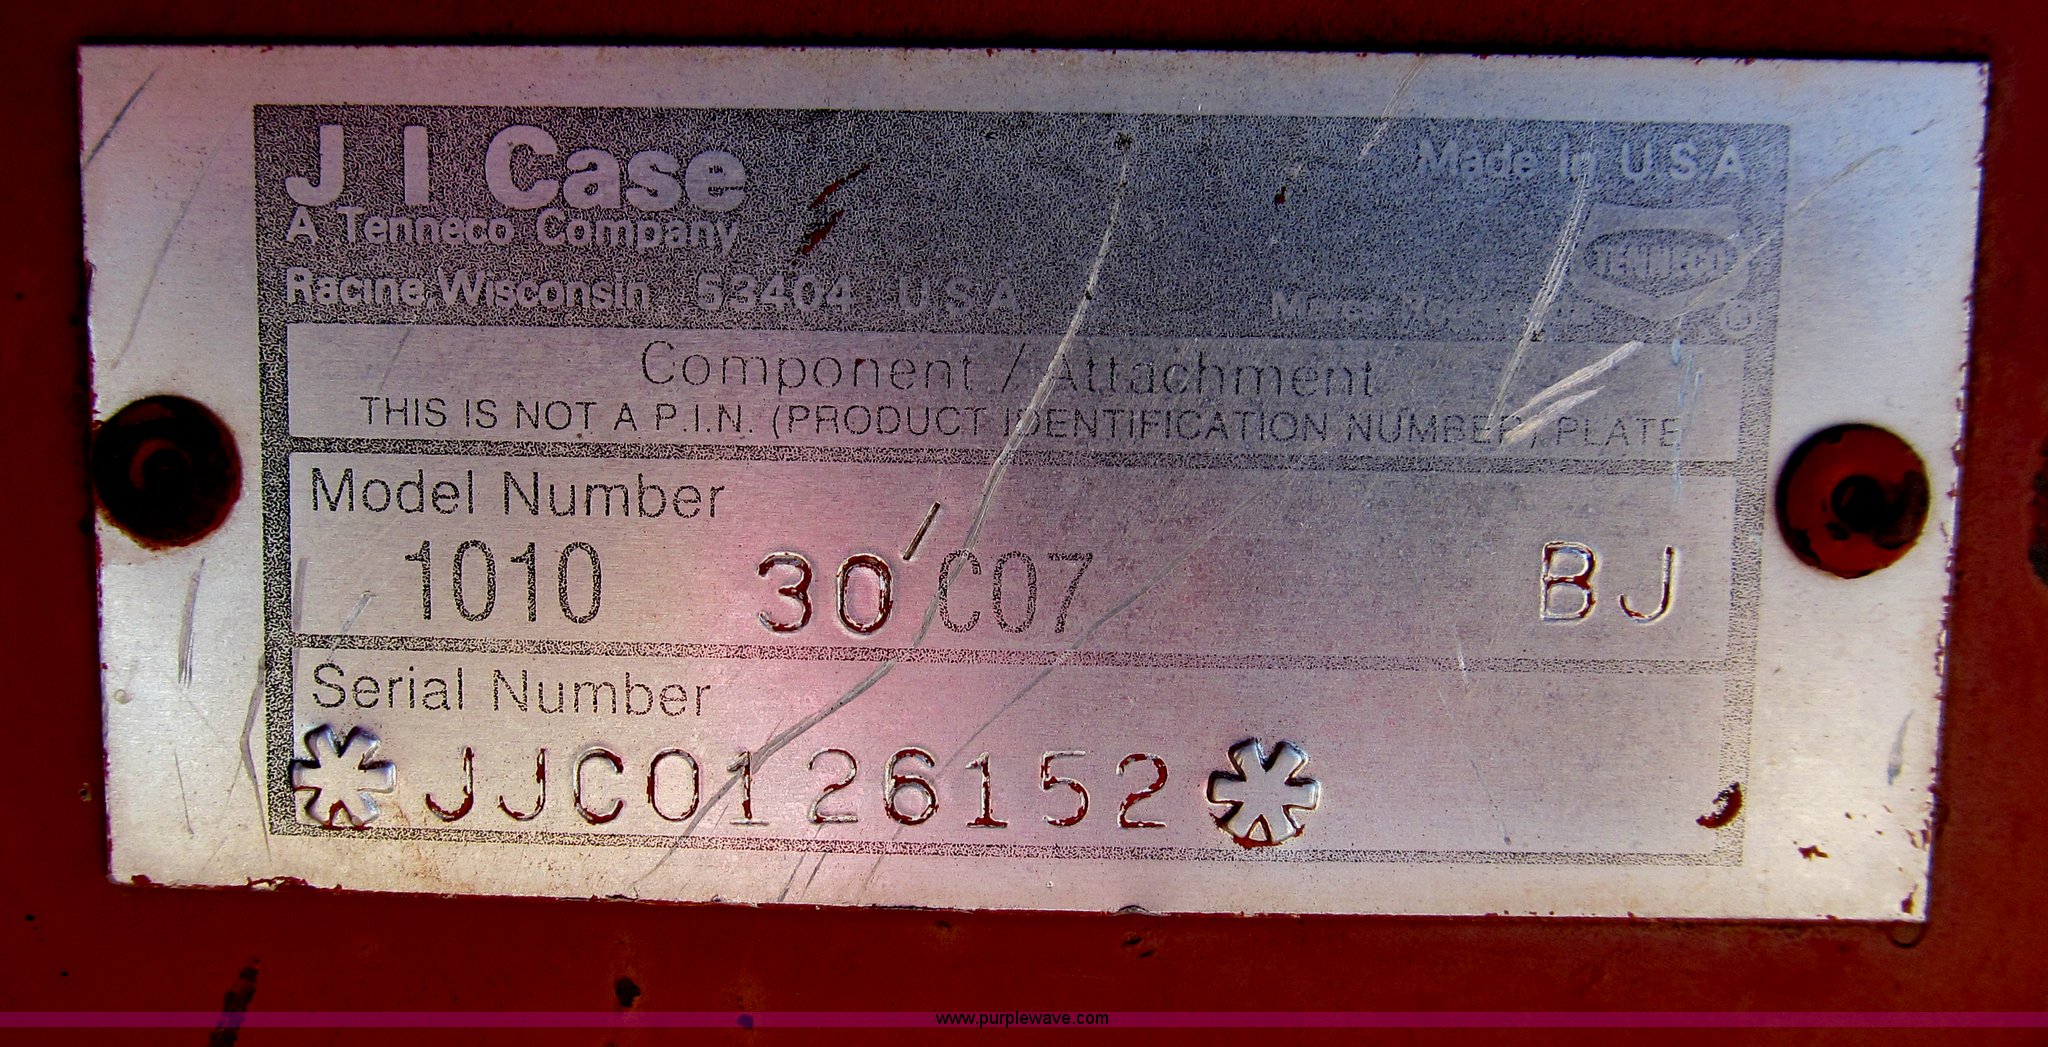 J I Case
Made in U.S.A
A Tenneco Company
TENNECO
Racine Wisconsin 53404 U.S.A
Component / Attachment
THIS IS NOT A P.I.N. (PRODUCT IDENTIFICATION NUMBER) PLATE
Model Number
1010 30' C07 BJ
Serial Number
*JJC0126152*
www.purplewave.com